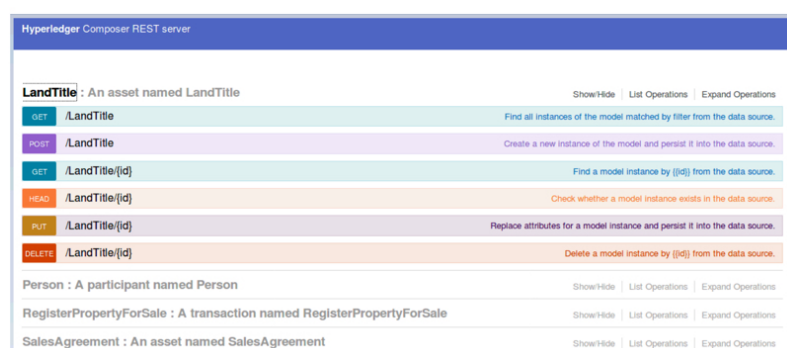 Hyperledger Composer REST server
LandTitle : An asset named LandTitle Show/Hide List Operations Expand Operations
GET /LandTitle Find all instances of the model matched by filter from the data source.
POST /LandTitle Create a new instance of the model and persist it into the data source.
GET /LandTitle/{id} Find a model instance by {{id}} from the data source.
HEAD /LandTitle/{id} Check whether a model instance exists in the data source.
PUT /LandTitle/{id} Replace attributes for a model instance and persist it into the data source.
DELETE /LandTitle/{id} Delete a model instance by {{id}} from the data source.
Person : A participant named Person Show/Hide List Operations Expand Operations
RegisterPropertyForSale : A transaction named RegisterPropertyForSale Show/Hide List Operations Expand Operations
SalesAgreement : An asset named SalesAgreement Show/Hide List Operations Expand Operations